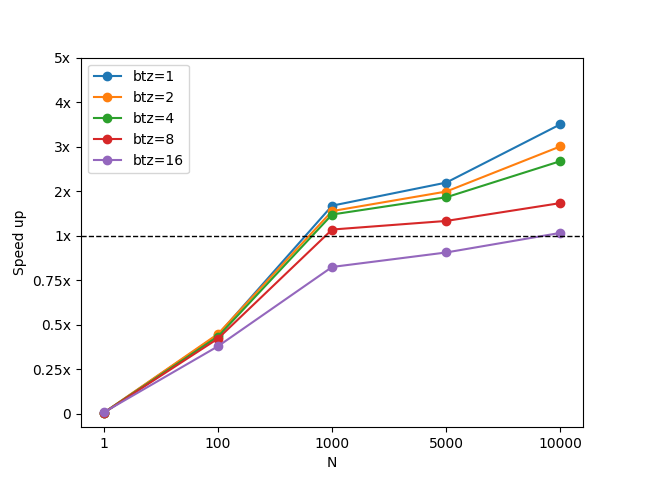 5x
4x
3x
2x
1x
0.75x
0.5x
0.25x
0
Speed up
btz=1
btz=2
btz=4
btz=8
btz=16
1
100
1000
5000
10000
N